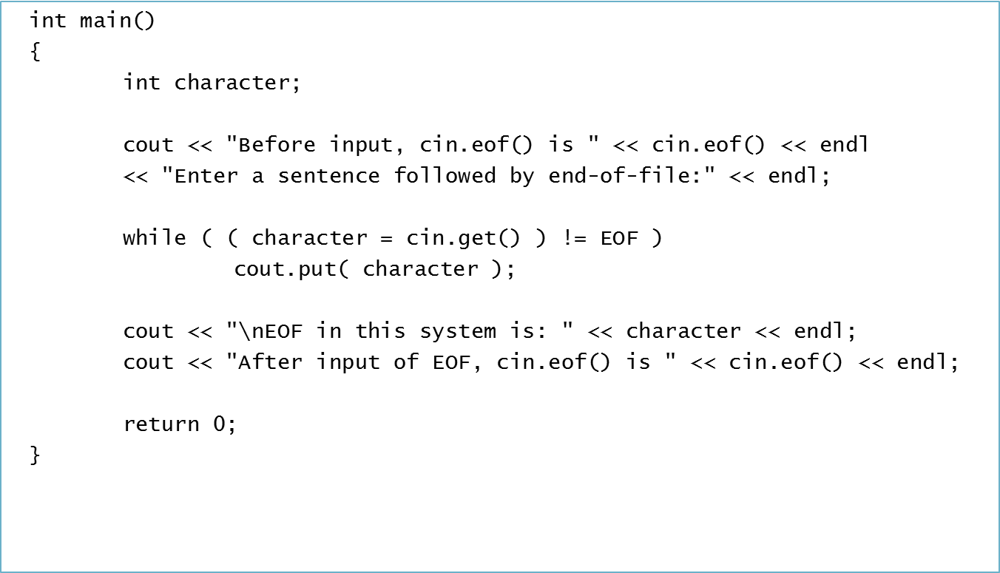 int main()
{
int character;
cout << "Before input, cin.eof() is " << cin.eof() << endl
<< "Enter a sentence followed by end-of-file:" << endl;
while ( ( character = cin.get() ) != EOF )
cout.put( character );
cout << "\nEOF in this system is: " << character << endl;
cout << "After input of EOF, cin.eof() is " << cin.eof() << endl;
return 0;
}